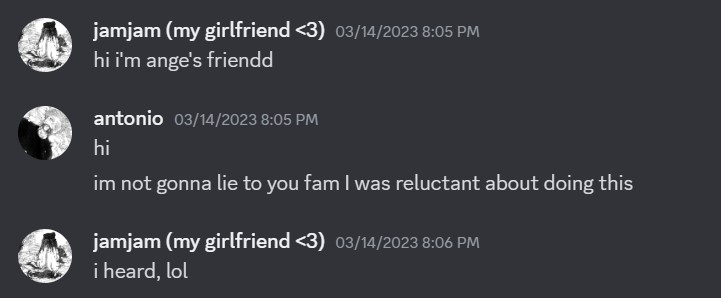 jamjam (my girlfriend <3) 03/14/2023 8:05 PM
hi i'm ange's friendd
antonio 03/14/2023 8:05 PM
hi
im not gonna lie to you fam I was reluctant about doing this
jamjam (my girlfriend <3) 03/14/2023 8:06 PM
i heard, lol